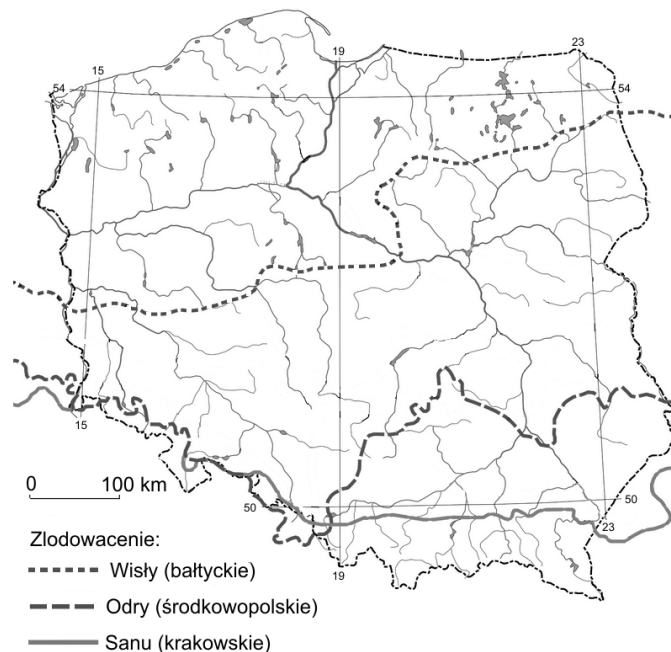 19
23
15
54
54
15
0 100 km
50
50
23
19
Zlodowacenie:
Wisły (bałtyckie)
Odry (środkowopolskie)
Sanu (krakowskie)